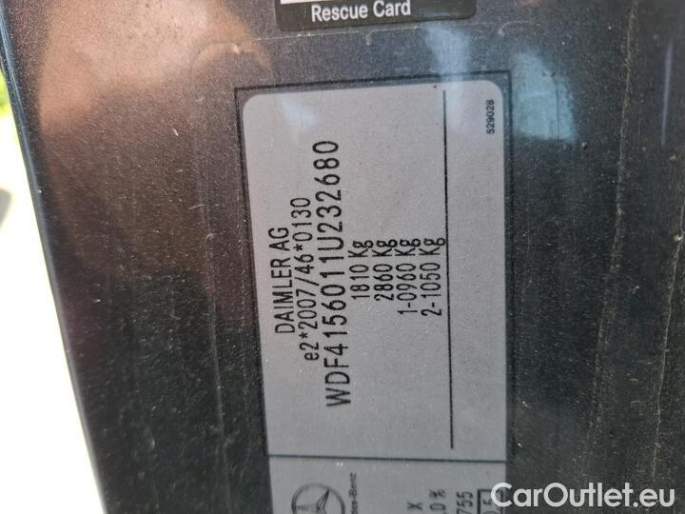 Rescue Card
529028
DAIMLER AG
e2*2007/46*0130
WDF4156011U232680
1810 Kg
2860 Kg
1-0960 Kg
2-1050 Kg
X
CarOutlet.eu